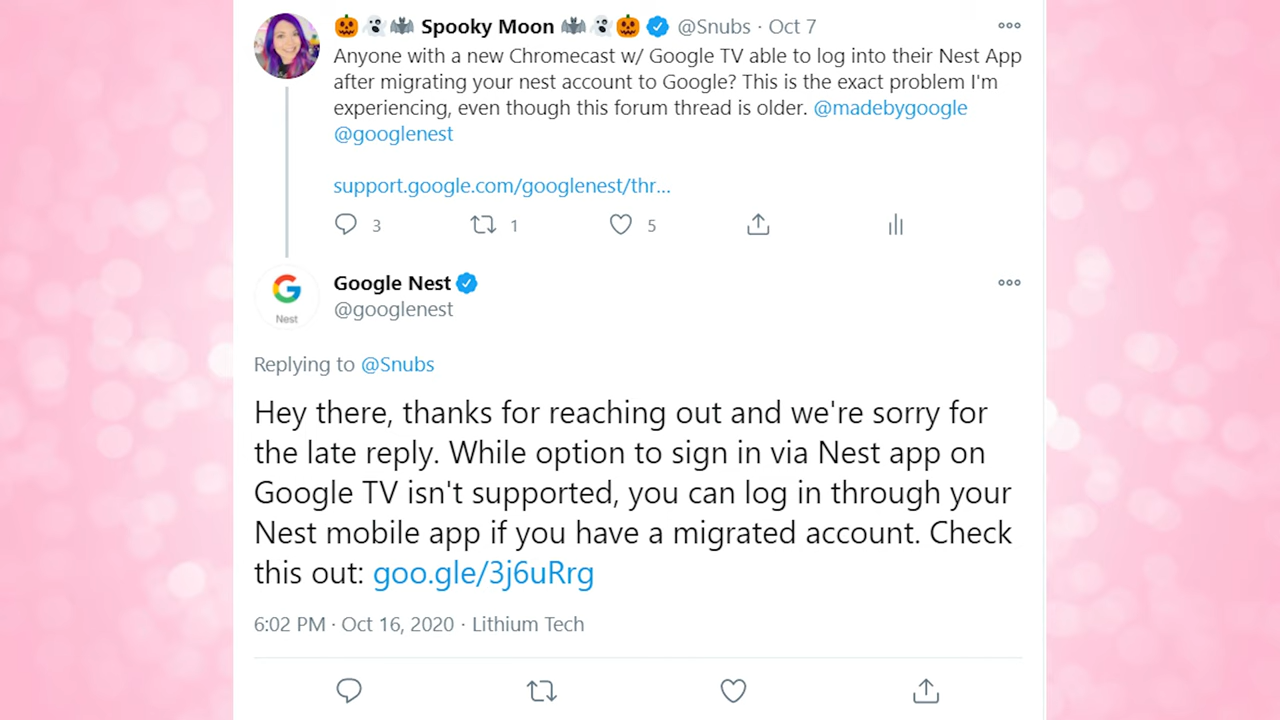 🎃👻🦇 Spooky Moon 🦇👻🎃 @Snubs · Oct 7
Anyone with a new Chromecast w/ Google TV able to log into their Nest App
after migrating your nest account to Google? This is the exact problem I'm
experiencing, even though this forum thread is older. @madebygoogle
@googlenest
support.google.com/googlenest/thr...
3 1 5
Google Nest
@googlenest
Nest
Replying to @Snubs
Hey there, thanks for reaching out and we're sorry for
the late reply. While option to sign in via Nest app on
Google TV isn't supported, you can log in through your
Nest mobile app if you have a migrated account. Check
this out: goo.gle/3j6uRrg
6:02 PM · Oct 16, 2020 · Lithium Tech